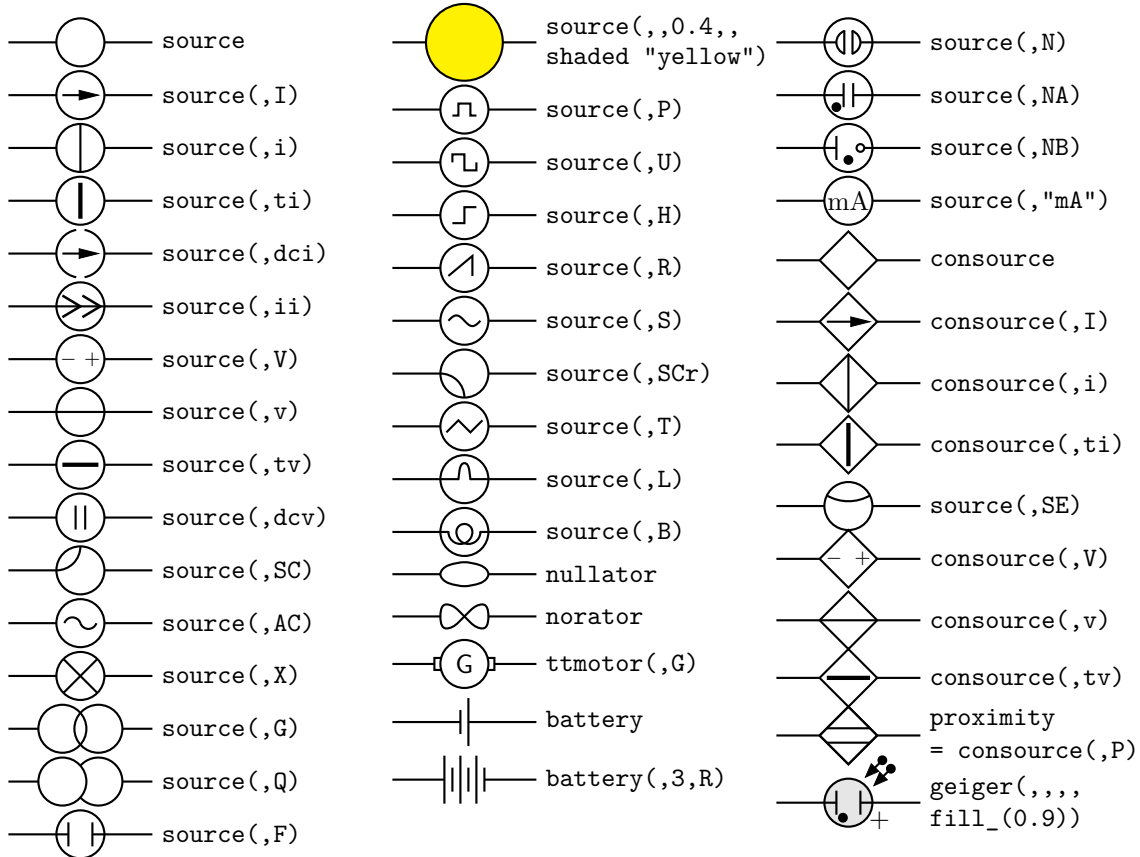 source
source(,I)
source(,i)
source(,ti)
source(,dci)
source(,ii)
− +
source(,V)
source(,v)
source(,tv)
source(,dcv)
source(,SC)
source(,AC)
source(,X)
source(,G)
source(,Q)
source(,F)
source(,,0.4,,
shaded "yellow")
source(,P)
source(,U)
source(,H)
source(,R)
source(,S)
source(,SCr)
source(,T)
source(,L)
source(,B)
nullator
norator
G
ttmotor(,G)
battery
battery(,3,R)
source(,N)
source(,NA)
source(,NB)
mA
source(,"mA")
consource
consource(,I)
consource(,i)
consource(,ti)
source(,SE)
− +
consource(,V)
consource(,v)
consource(,tv)
proximity
= consource(,P)
+
geiger(,,,,
fill_(0.9))